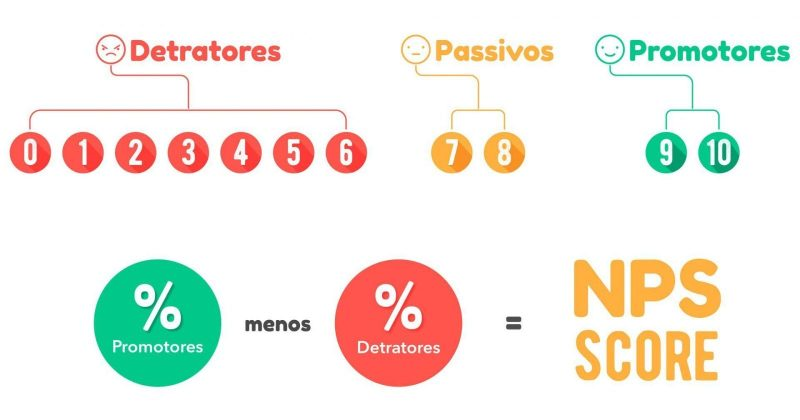 Detratores
Passivos
Promotores
0 1 2 3 4 5 6
7 8
9 10
%
Promotores
menos
%
Detratores
=
NPS
SCORE